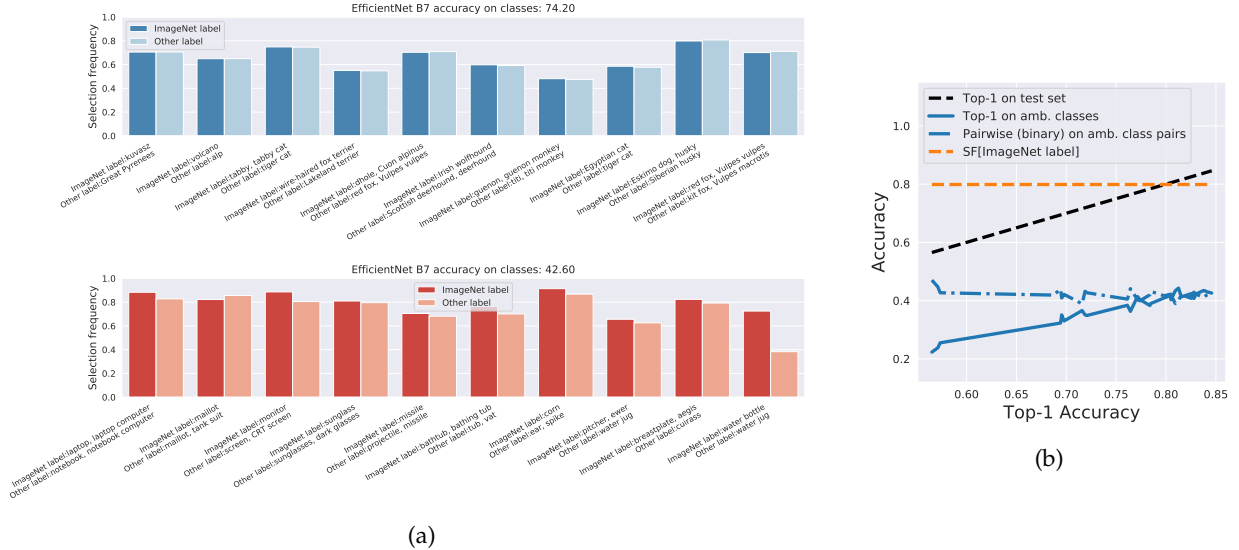 EfficientNet B7 accuracy on classes: 74.20
Selection frequency
1.0
0.8
0.6
0.4
0.2
0.0
ImageNet label
Other label
ImageNet label:kuvasz
Other label:Great Pyrenees
ImageNet label:volcano
Other label:alp
ImageNet label:tabby, tabby cat
Other label:tiger cat
ImageNet label:wire-haired fox terrier
Other label:Lakeland terrier
ImageNet label:dhole, Cuon alpinus
Other label:red fox, Vulpes vulpes
ImageNet label:Irish wolfhound
Other label:Scottish deerhound, deerhound
ImageNet label:guenon, guenon monkey
Other label:titi, titi monkey
ImageNet label:Egyptian cat
Other label:tiger cat
ImageNet label:Eskimo dog, husky
Other label:Siberian husky
ImageNet label:red fox, Vulpes vulpes
Other label:kit fox, Vulpes macrotis
EfficientNet B7 accuracy on classes: 42.60
Selection frequency
1.0
0.8
0.6
0.4
0.2
0.0
ImageNet label
Other label
ImageNet label:laptop, laptop computer
Other label:notebook, notebook computer
ImageNet label:maillot
Other label:maillot, tank suit
ImageNet label:monitor
Other label:screen, CRT screen
ImageNet label:sunglass
Other label:sunglasses, dark glasses
ImageNet label:missile
Other label:projectile, missile
ImageNet label:bathtub, bathing tub
Other label:tub, vat
ImageNet label:corn
Other label:ear, spike
ImageNet label:pitcher, ewer
Other label:water jug
ImageNet label:breastplate, aegis
Other label:cuirass
ImageNet label:water bottle
Other label:water jug
(a)
Top-1 on test set
Top-1 on amb. classes
Pairwise (binary) on amb. class pairs
SF[ImageNet label]
Accuracy
1.0
0.8
0.6
0.4
0.2
0.60
0.65
0.70
0.75
0.80
0.85
Top-1 Accuracy
(b)